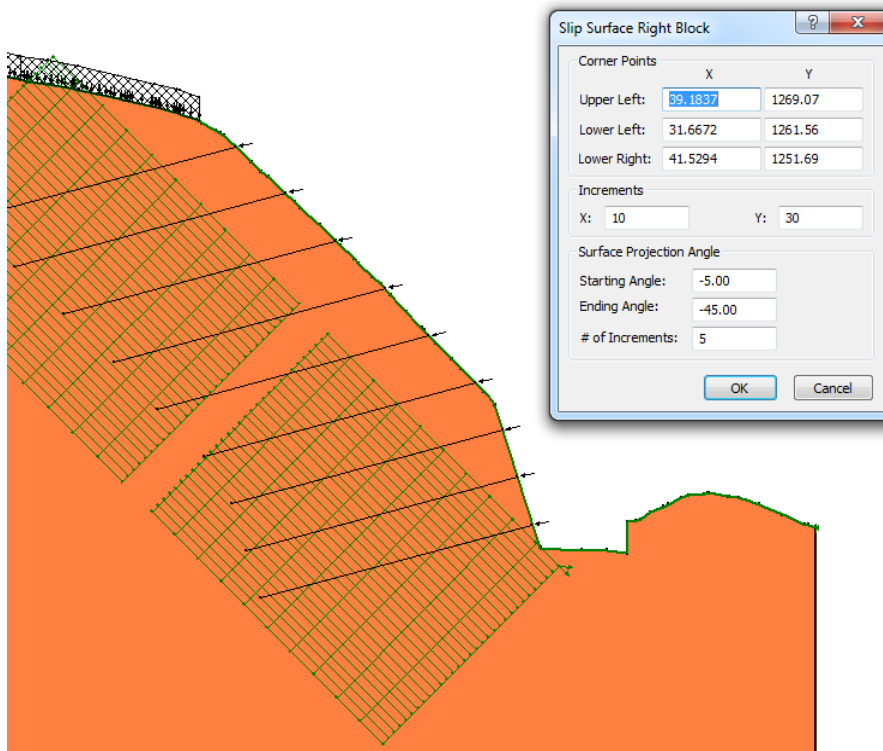 Slip Surface Right Block
Corner Points
X Y
Upper Left: 39.1837 1269.07
Lower Left: 31.6672 1261.56
Lower Right: 41.5294 1251.69
Increments
X: 10 Y: 30
Surface Projection Angle
Starting Angle: -5.00
Ending Angle: -45.00
# of Increments: 5
OK Cancel